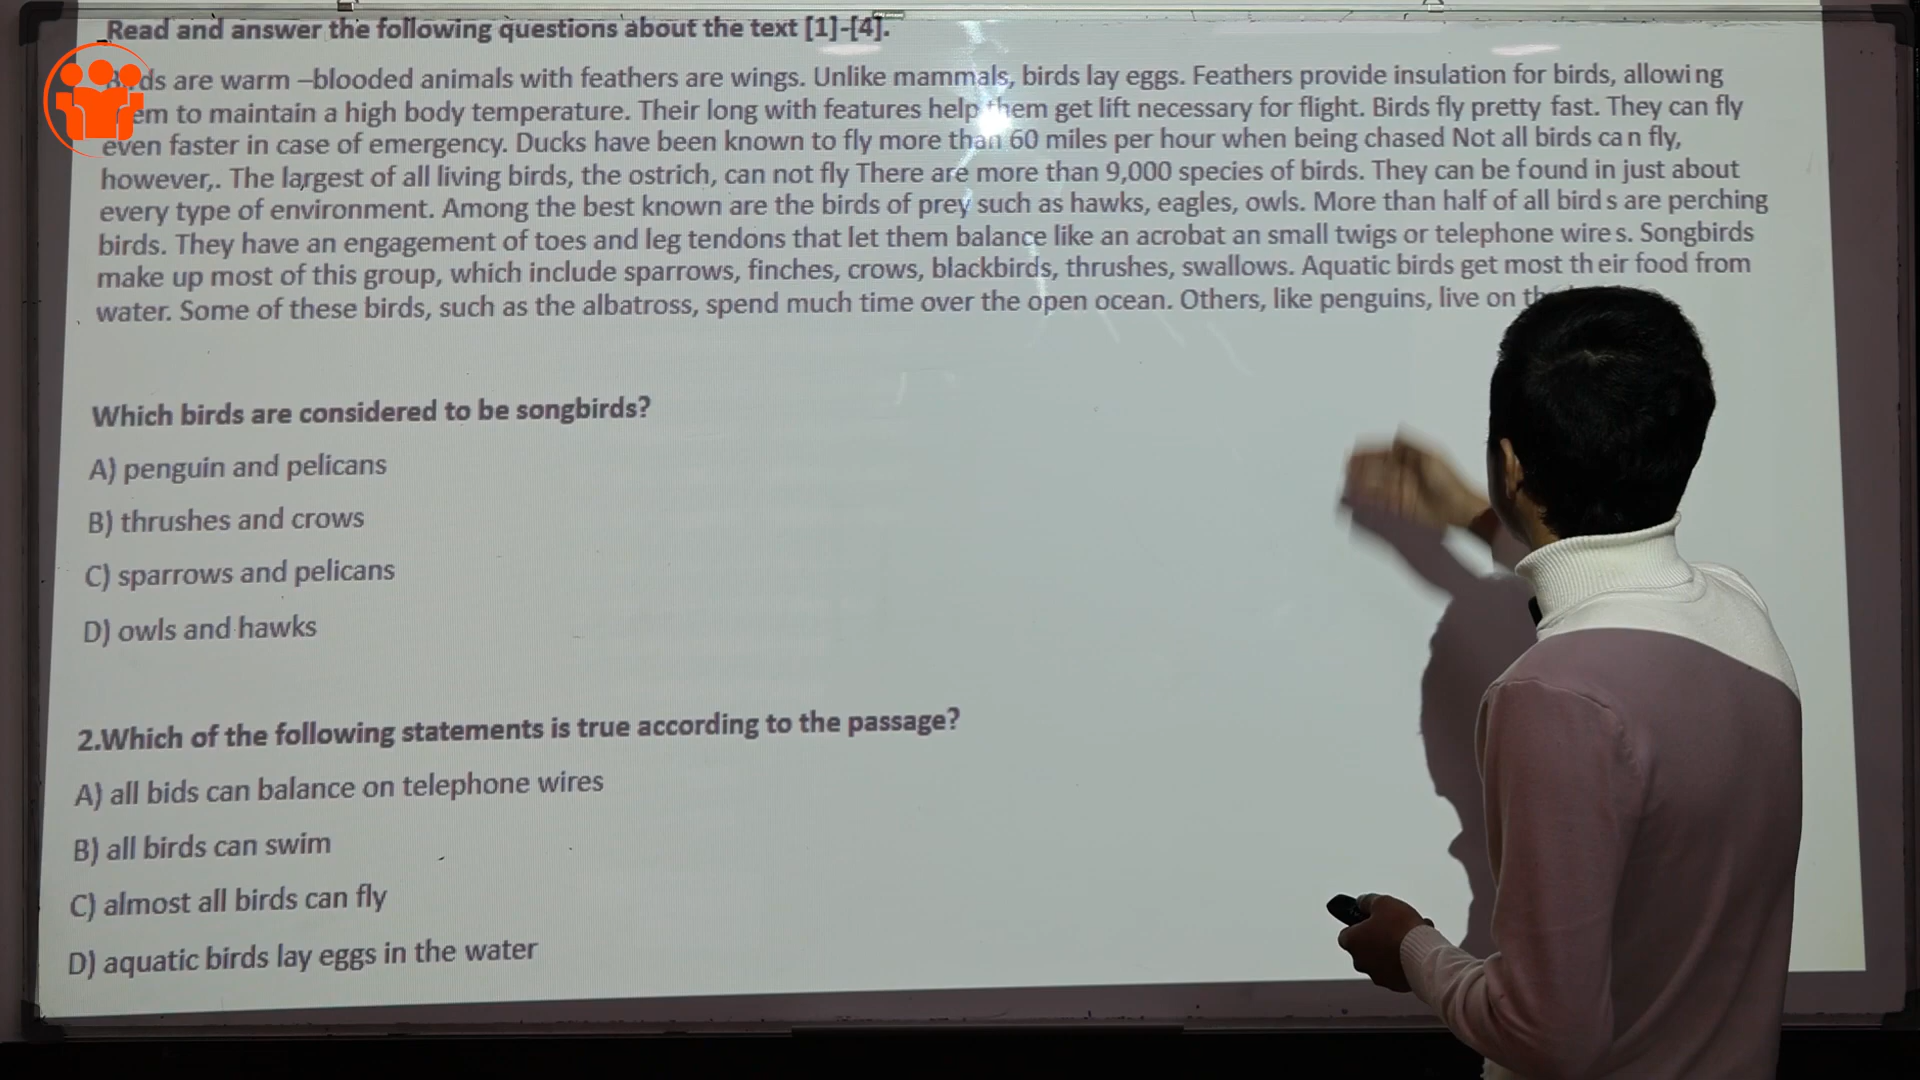 Read and answer the following questions about the text [1]-[4].
are warm –blooded animals with feathers are wings. Unlike mammals, birds lay eggs. Feathers provide insulation for birds, allowing
to maintain a high body temperature. Their long with features help them get lift necessary for flight. Birds fly pretty fast. They can fly
even faster in case of emergency. Ducks have been known to fly more than 60 miles per hour when being chased Not all birds can fly,
however,. The largest of all living birds, the ostrich, can not fly There are more than 9,000 species of birds. They can be found in just about
every type of environment. Among the best known are the birds of prey such as hawks, eagles, owls. More than half of all birds are perching
birds. They have an engagement of toes and leg tendons that let them balance like an acrobat an small twigs or telephone wires. Songbirds
make up most of this group, which include sparrows, finches, crows, blackbirds, thrushes, swallows. Aquatic birds get most their food from
water. Some of these birds, such as the albatross, spend much time over the open ocean. Others, like penguins, live on
Which birds are considered to be songbirds?
A) penguin and pelicans
B) thrushes and crows
C) sparrows and pelicans
D) owls and hawks
2.Which of the following statements is true according to the passage?
A) all bids can balance on telephone wires
B) all birds can swim
C) almost all birds can fly
D) aquatic birds lay eggs in the water